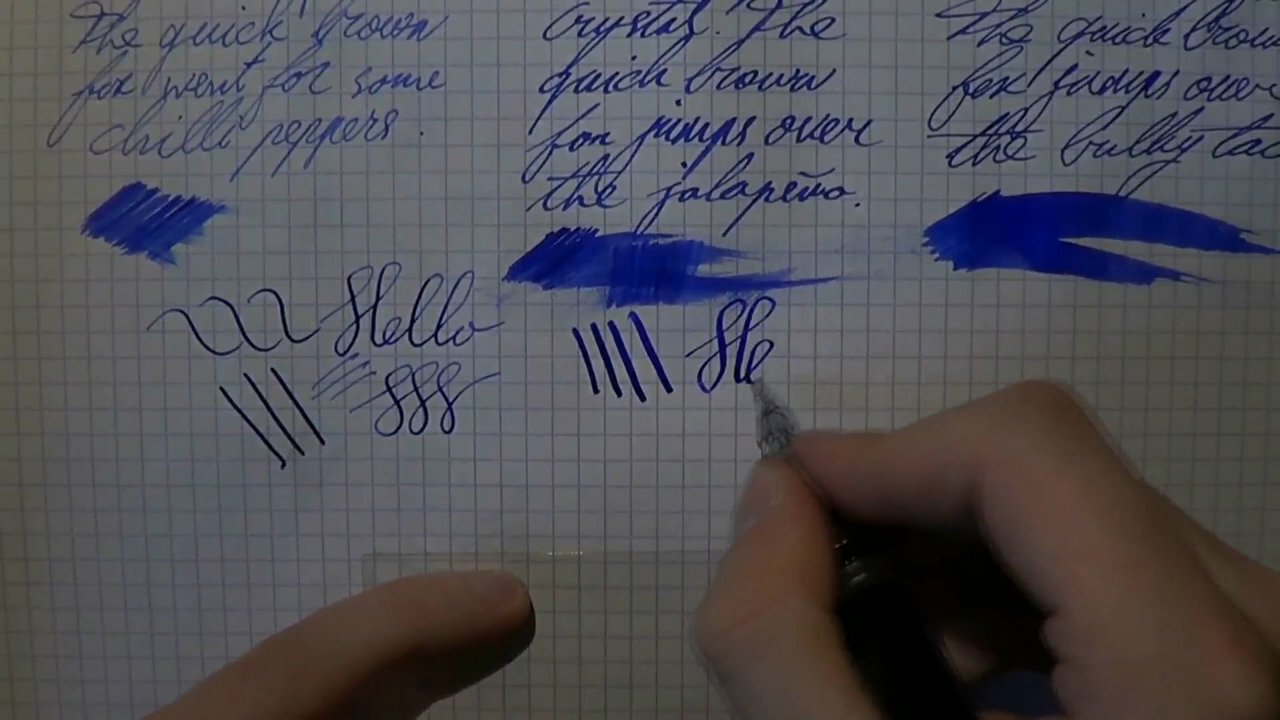 The quick brown
fox went for some
chilli peppers.
Crystal! The
quick brown
fox jumps over
the jalapeño.
The quick brown
fox jumps over
the bulky tac
Hello
He